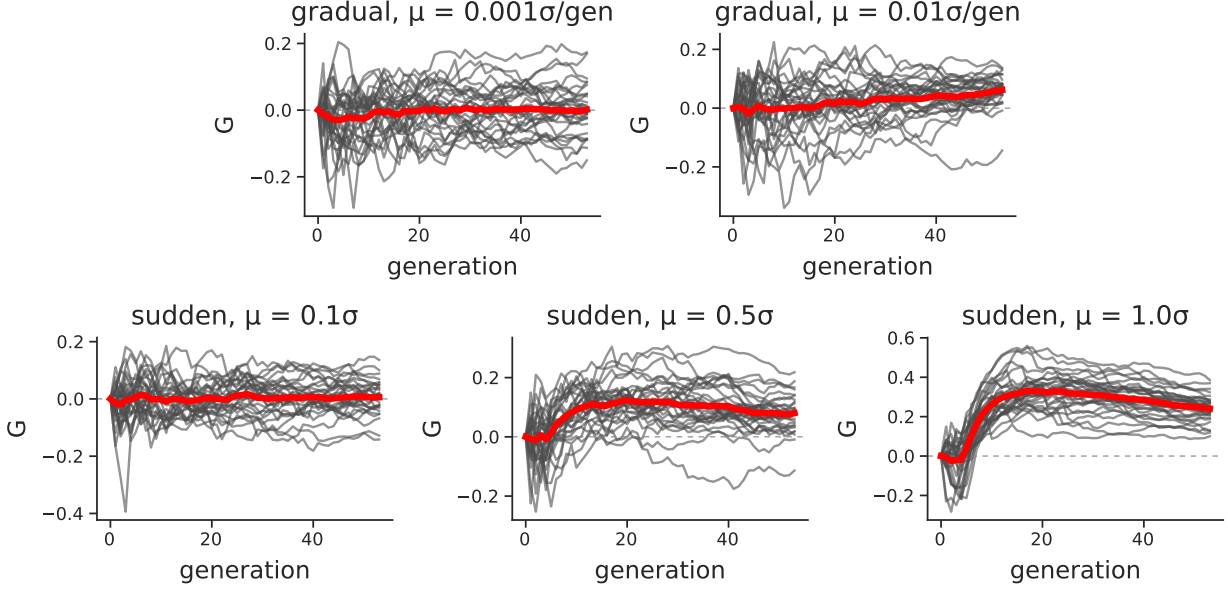 gradual, μ = 0.001σ/gen
gradual, μ = 0.01σ/gen
G
0.2
0.0
−0.2
0
20
40
generation
G
0.2
0.0
−0.2
0
20
40
generation
sudden, μ = 0.1σ
sudden, μ = 0.5σ
sudden, μ = 1.0σ
G
0.2
0.0
−0.2
−0.4
0
20
40
generation
G
0.2
0.0
−0.2
0
20
40
generation
G
0.6
0.4
0.2
0.0
−0.2
0
20
40
generation